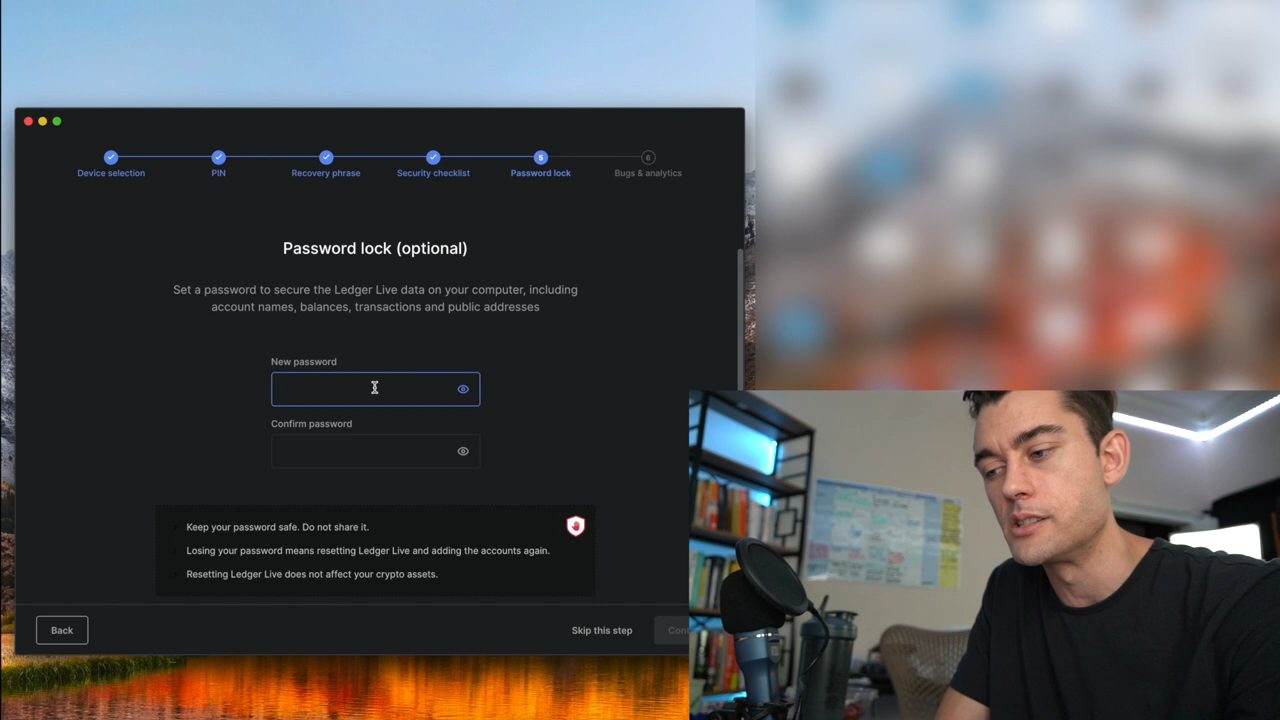 Device selection
PIN
Recovery phrase
Security checklist
5
Password lock
6
Bugs & analytics
Password lock (optional)
Set a password to secure the Ledger Live data on your computer, including
account names, balances, transactions and public addresses
New password
Confirm password
Keep your password safe. Do not share it.
Losing your password means resetting Ledger Live and adding the accounts again.
Resetting Ledger Live does not affect your crypto assets.
Back
Skip this step